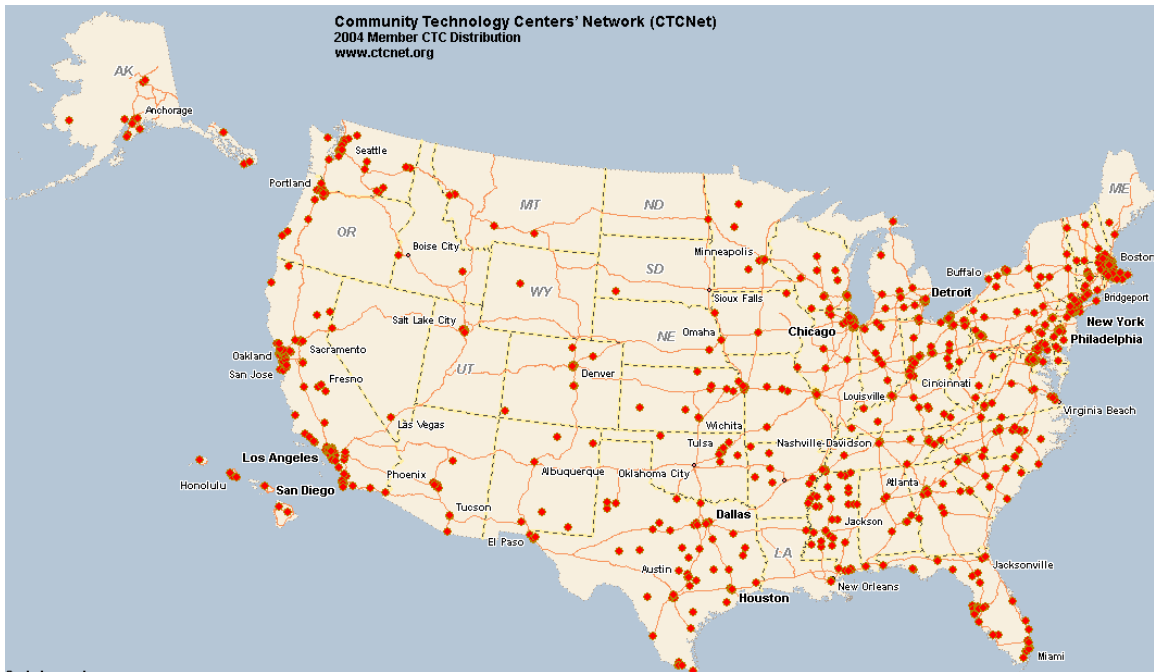 Community Technology Centers' Network (CTCNet)
2004 Member CTC Distribution
www.ctcnet.org
AK
Anchorage
Seattle
ME
Portland
MT
ND
OR
Boise City
Minneapolis
Boston
Buffalo
SD
WY
Detroit
Bridgeport
Sioux Falls
Salt Lake City
NE
Omaha
Chicago
New York
Philadelphia
Oakland
Sacramento
San Jose
UT
Denver
Fresno
Cincinnati
Louisville
Virginia Beach
Las Vegas
Wichita
Tulsa
Nashville-Davidson
Los Angeles
Honolulu
San Diego
Phoenix
Albuquerque
Oklahoma City
Atlanta
Tucson
Dallas
Jackson
El Paso
LA
Austin
Jacksonville
New Orleans
Houston
Miami